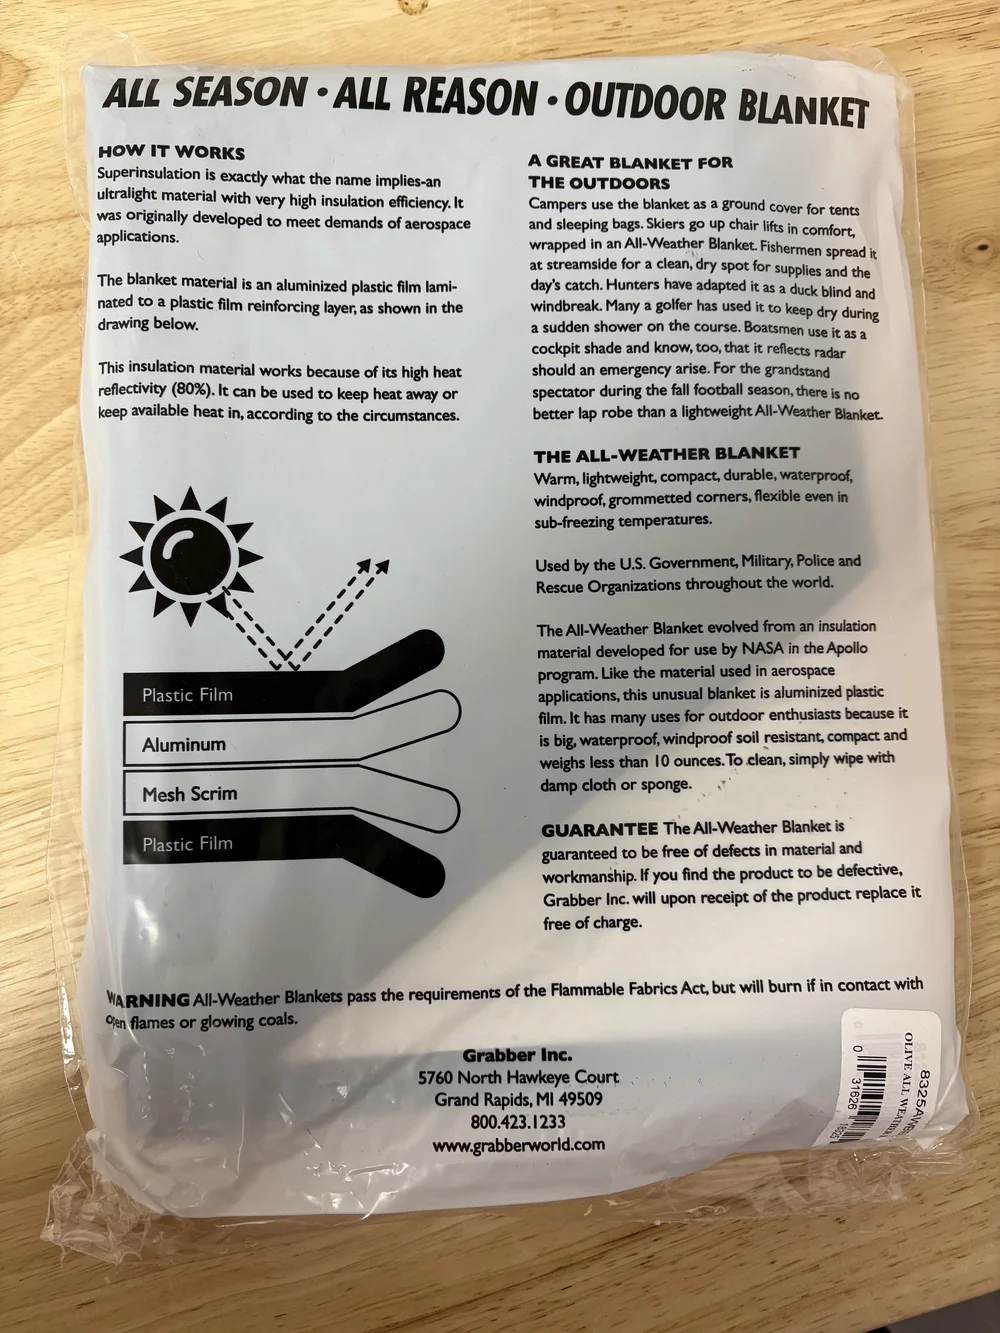 ALL SEASON • ALL REASON • OUTDOOR BLANKET
HOW IT WORKS
Superinsulation is exactly what the name implies-an
ultralight material with very high insulation efficiency. It
was originally developed to meet demands of aerospace
applications.
The blanket material is an aluminized plastic film lami-
nated to a plastic film reinforcing layer, as shown in the
drawing below.
This insulation material works because of its high heat
reflectivity (80%). It can be used to keep heat away or
keep available heat in, according to the circumstances.
Plastic Film
Aluminum
Mesh Scrim
Plastic Film
A GREAT BLANKET FOR
THE OUTDOORS
Campers use the blanket as a ground cover for tents
and sleeping bags. Skiers go up chair lifts in comfort,
wrapped in an All-Weather Blanket. Fishermen spread it
at streamside for a clean, dry spot for supplies and the
day's catch. Hunters have adapted it as a duck blind and
windbreak. Many a golfer has used it to keep dry during
a sudden shower on the course. Boatsmen use it as a
cockpit shade and know, too, that it reflects radar
should an emergency arise. For the grandstand
spectator during the fall football season, there is no
better lap robe than a lightweight All-Weather Blanket.
THE ALL-WEATHER BLANKET
Warm, lightweight, compact, durable, waterproof,
windproof, grommetted corners, flexible even in
sub-freezing temperatures.
Used by the U.S. Government, Military, Police and
Rescue Organizations throughout the world.
The All-Weather Blanket evolved from an insulation
material developed for use by NASA in the Apollo
program. Like the material used in aerospace
applications, this unusual blanket is aluminized plastic
film. It has many uses for outdoor enthusiasts because it
is big, waterproof, windproof soil resistant, compact and
weighs less than 10 ounces. To clean, simply wipe with
damp cloth or sponge.
GUARANTEE The All-Weather Blanket is
guaranteed to be free of defects in material and
workmanship. If you find the product to be defective,
Grabber Inc. will upon receipt of the product replace it
free of charge.
WARNING All-Weather Blankets pass the requirements of the Flammable Fabrics Act, but will burn if in contact with
open flames or glowing coals.
Grabber Inc.
5760 North Hawkeye Court
Grand Rapids, MI 49509
800.423.1233
www.grabberworld.com
OLIVE ALL WEATHER
0 31626